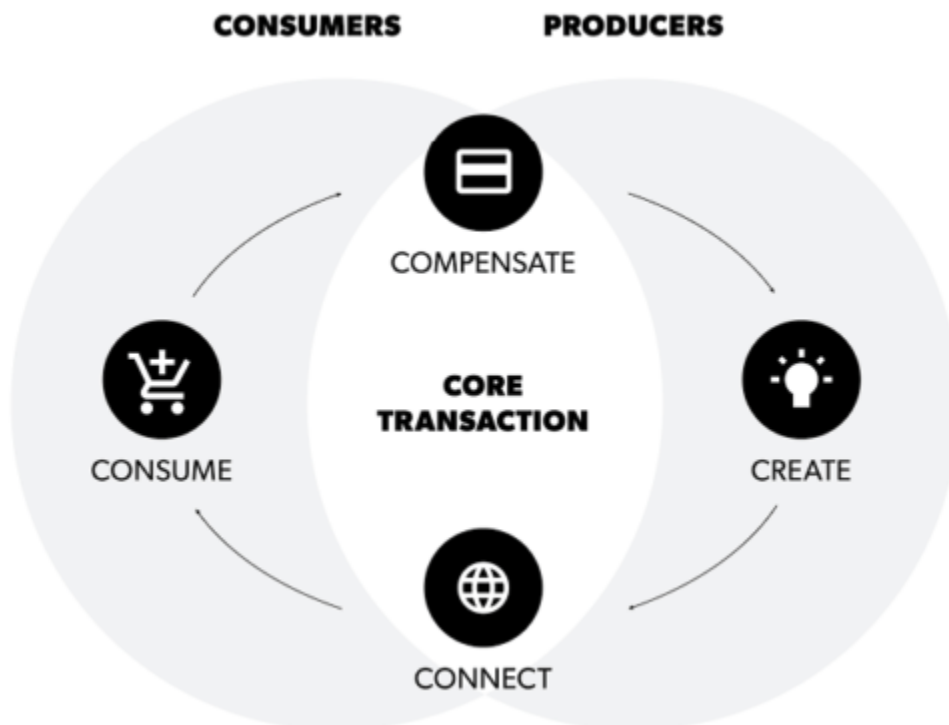 CONSUMERS
PRODUCERS
COMPENSATE
CORE
TRANSACTION
CONSUME
CREATE
CONNECT